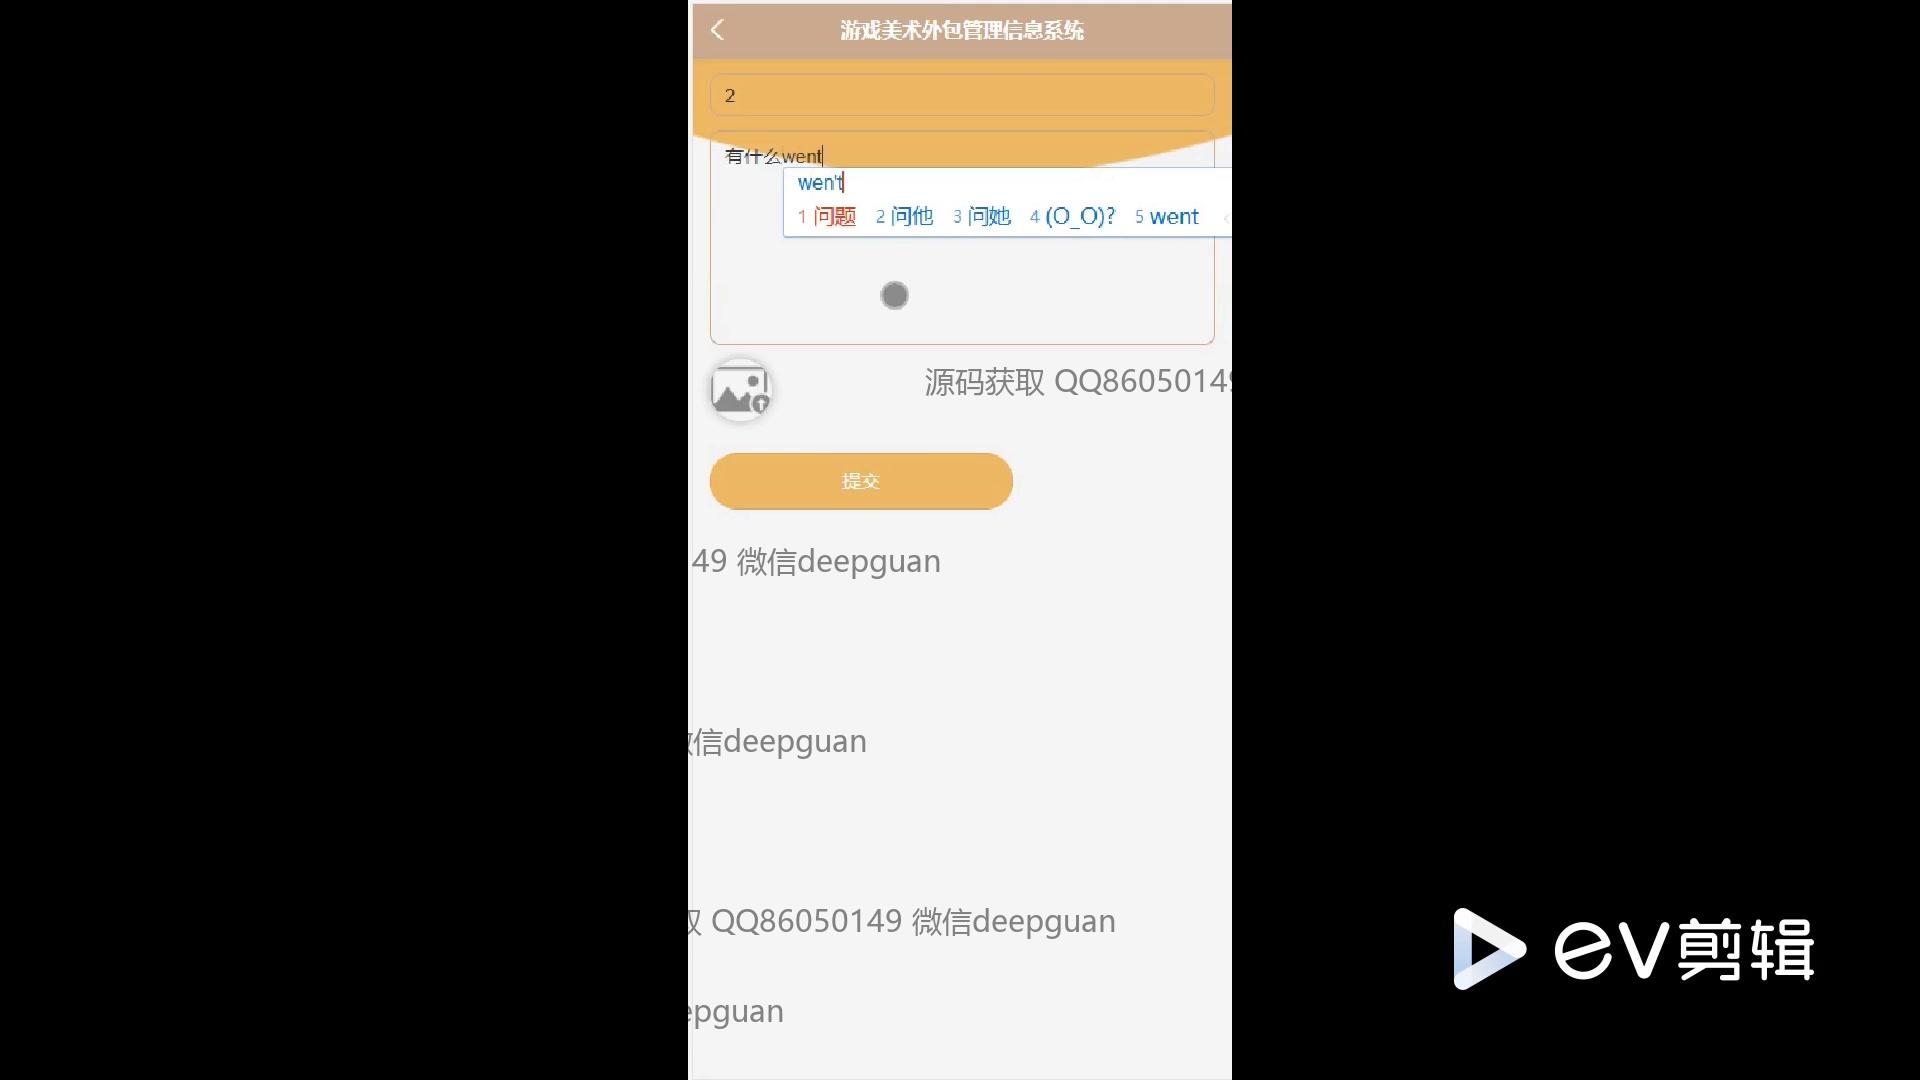 游戏美术外包管理信息系统
2
有什么went
wen't
1 问题 2 问他 3 问她 4 (O_O)? 5 went
源码获取 QQ86050149
提交
49 微信deepguan
微信deepguan
取 QQ86050149 微信deepguan
epguan
ev剪辑